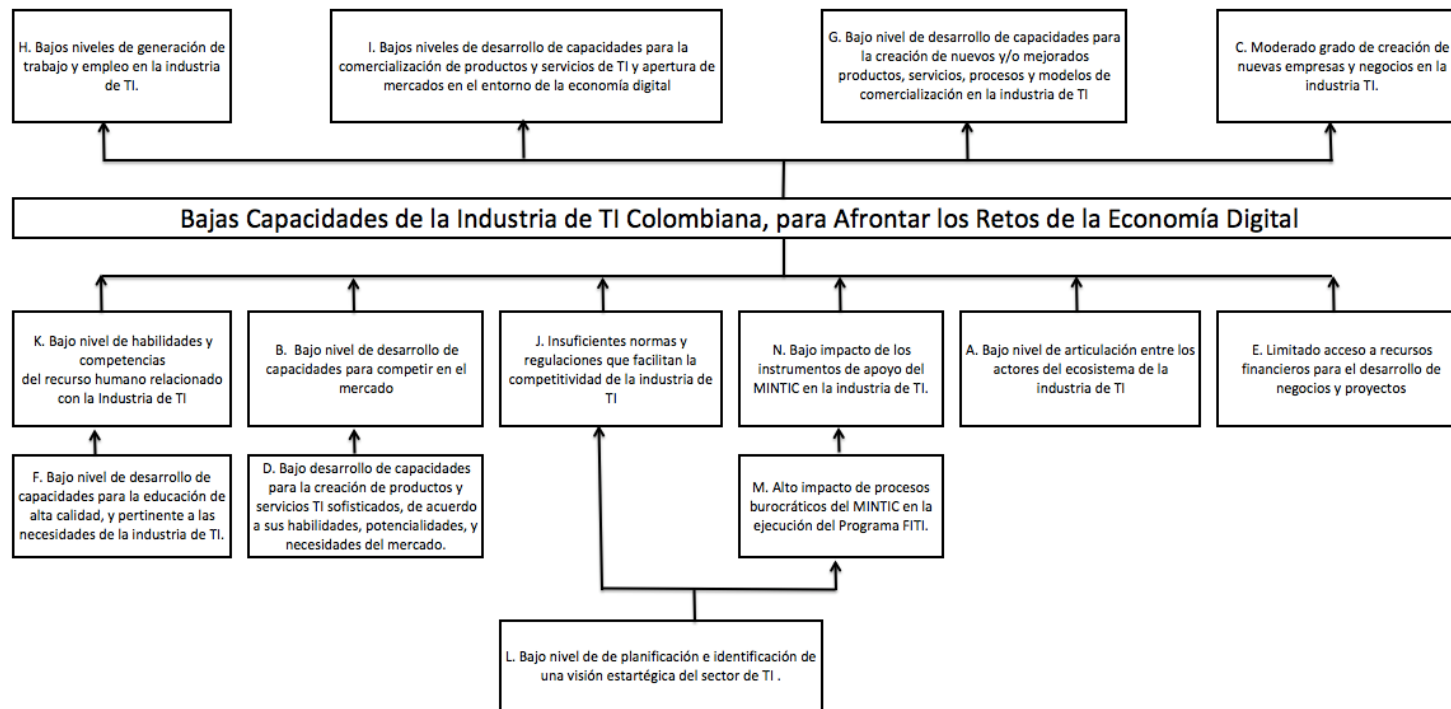 H. Bajos niveles de generación de
trabajo y empleo en la industria
de TI.
I. Bajos niveles de desarrollo de capacidades para la
comercialización de productos y servicios de TI y apertura de
mercados en el entorno de la economía digital
G. Bajo nivel de desarrollo de capacidades para
la creación de nuevos y/o mejorados
productos, servicios, procesos y modelos de
comercialización en la industria de TI
C. Moderado grado de creación de
nuevas empresas y negocios en la
industria TI.
Bajas Capacidades de la Industria de TI Colombiana, para Afrontar los Retos de la Economía Digital
K. Bajo nivel de habilidades y
competencias
del recurso humano relacionado
con la Industria de TI
B. Bajo nivel de desarrollo de
capacidades para competir en el
mercado
J. Insuficientes normas y
regulaciones que facilitan la
competitividad de la industria de
TI
N. Bajo impacto de los
instrumentos de apoyo del
MINTIC en la industria de TI.
A. Bajo nivel de articulación entre los
actores del ecosistema de la
industria de TI
E. Limitado acceso a recursos
financieros para el desarrollo de
negocios y proyectos
F. Bajo nivel de desarrollo de
capacidades para la educación de
alta calidad, y pertinente a las
necesidades de la industria de TI.
D. Bajo desarrollo de capacidades
para la creación de productos y
servicios TI sofisticados, de acuerdo
a sus habilidades, potencialidades, y
necesidades del mercado.
M. Alto impacto de procesos
burocráticos del MINTIC en la
ejecución del Programa FITI.
L. Bajo nivel de de planificación e identificación de
una visión estartégica del sector de TI .